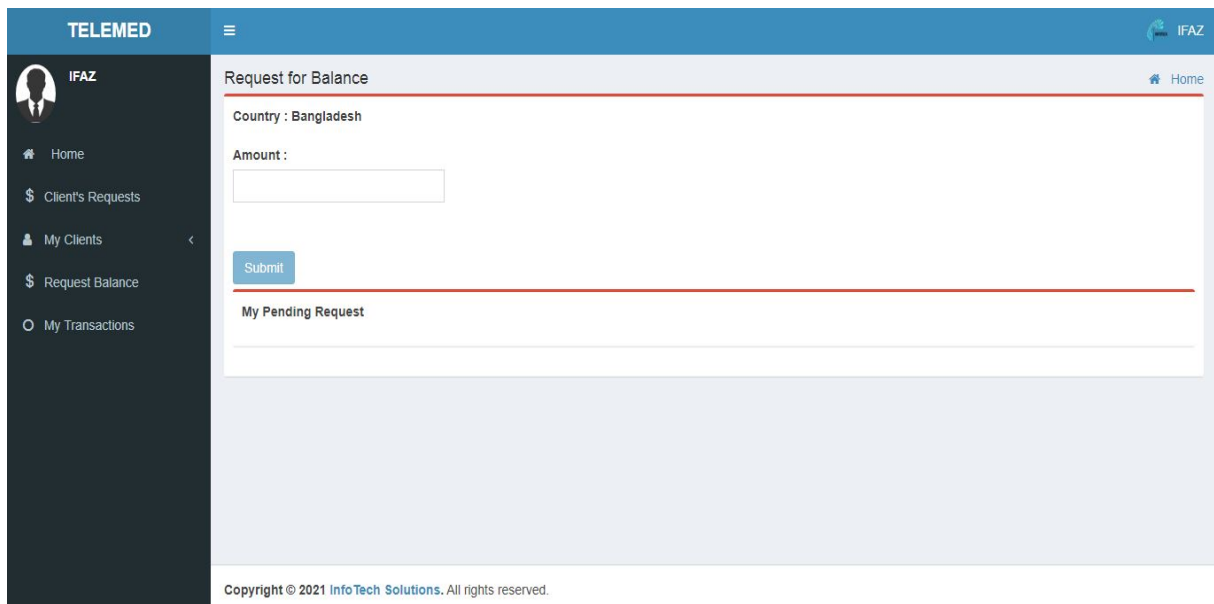 TELEMED
IFAZ
IFAZ
Request for Balance
Home
Country : Bangladesh
Amount :
Submit
My Pending Request
Home
$ Client's Requests
My Clients
$ Request Balance
My Transactions
Copyright © 2021 InfoTech Solutions. All rights reserved.